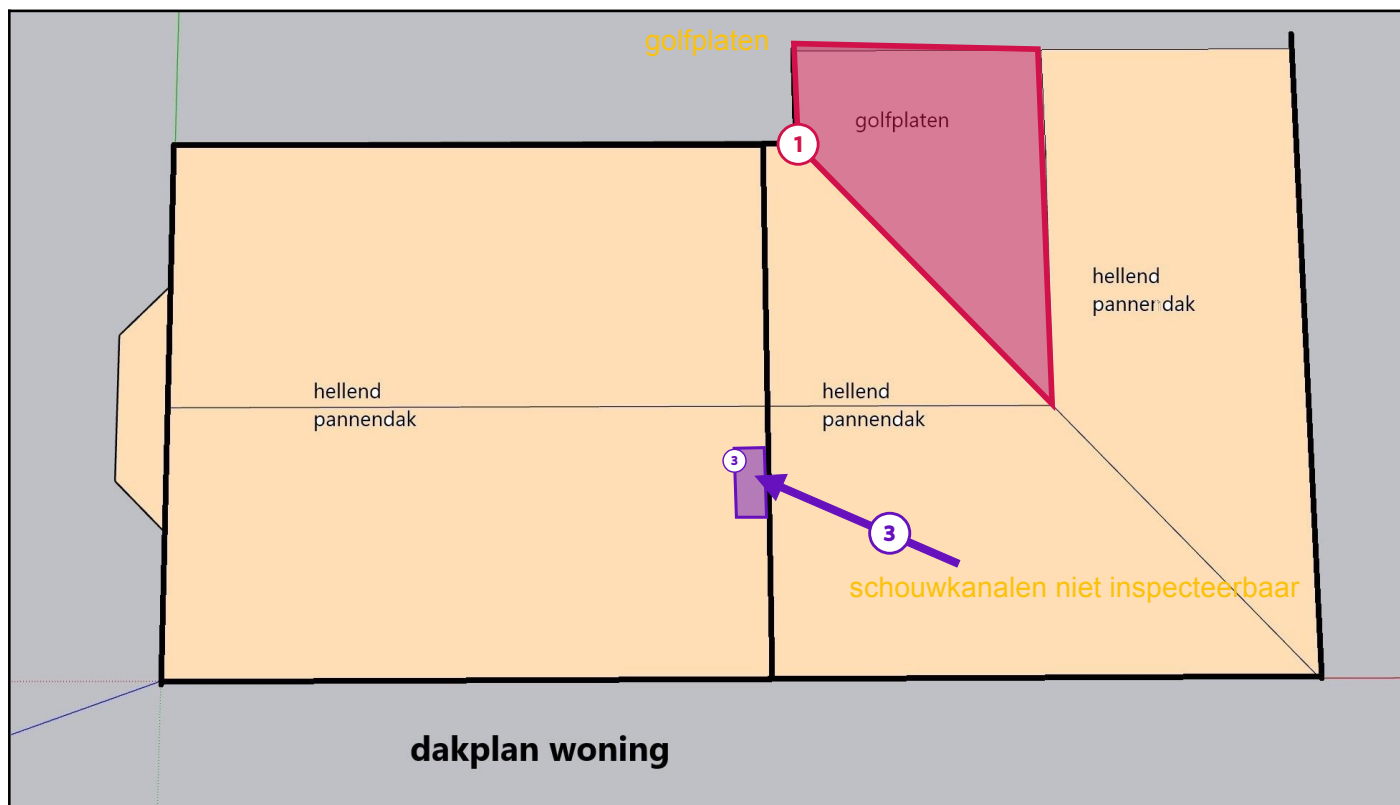 golfplaten
golfplaten
1
hellend
pannendak
hellend
pannendak
hellend
pannendak
3
3
schouwkanalen niet inspecteerbaar
dakplan woning